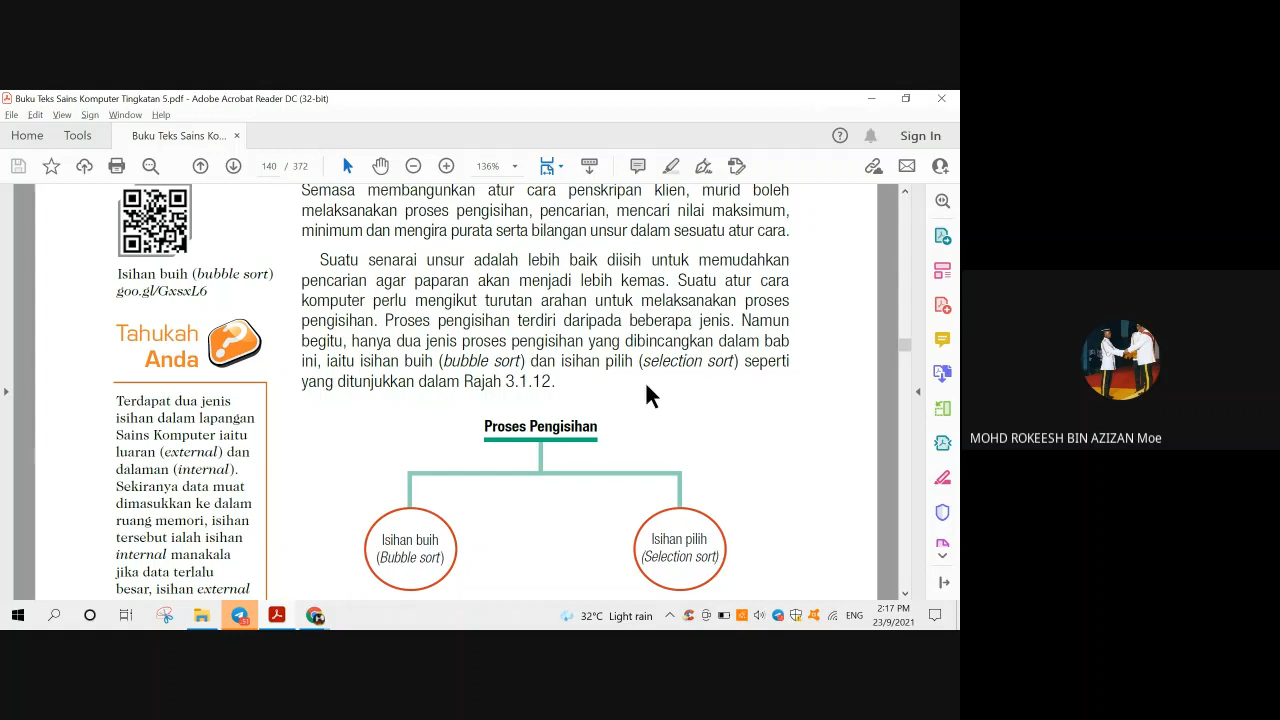 Buku Teks Sains Komputer Tingkatan 5.pdf - Adobe Acrobat Reader DC (32-bit)
File Edit View Sign Window Help
Home Tools Buku Teks Sains Ko... × Sign In
140 / 372 136%
Semasa membangunkan atur cara penskripan klien, murid boleh
melaksanakan proses pengisihan, pencarian, mencari nilai maksimum,
minimum dan mengira purata serta bilangan unsur dalam sesuatu atur cara.
Suatu senarai unsur adalah lebih baik diisih untuk memudahkan
pencarian agar paparan akan menjadi lebih kemas. Suatu atur cara
komputer perlu mengikut turutan arahan untuk melaksanakan proses
pengisihan. Proses pengisihan terdiri daripada beberapa jenis. Namun
begitu, hanya dua jenis proses pengisihan yang dibincangkan dalam bab
ini, iaitu isihan buih (bubble sort) dan isihan pilih (selection sort) seperti
yang ditunjukkan dalam Rajah 3.1.12.
Isihan buih (bubble sort)
goo.gl/GxsxL6
Tahukah
Anda
Terdapat dua jenis
isihan dalam lapangan
Sains Komputer iaitu
luaran (external) dan
dalaman (internal).
Sekiranya data muat
dimasukkan ke dalam
ruang memori, isihan
tersebut ialah isihan
internal manakala
jika data terlalu
besar, isihan external
Proses Pengisihan
Isihan buih
(Bubble sort)
Isihan pilih
(Selection sort)
MOHD ROKEESH BIN AZIZAN Moe
32°C Light rain
ENG
2:17 PM
23/9/2021